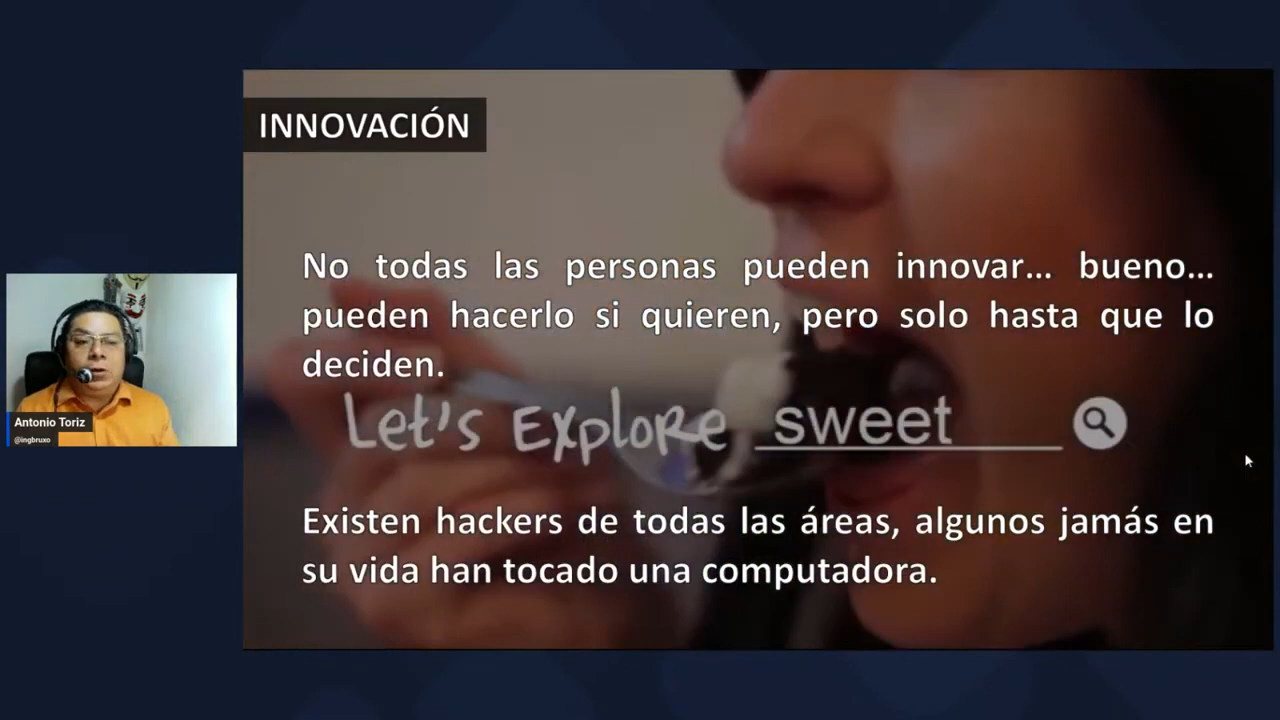 INNOVACIÓN
No todas las personas pueden innovar... bueno...
pueden hacerlo si quieren, pero solo hasta que lo
deciden.
Let's Explore sweet
Existen hackers de todas las áreas, algunos jamás en
su vida han tocado una computadora.
Antonio Toriz
@ingbruxo